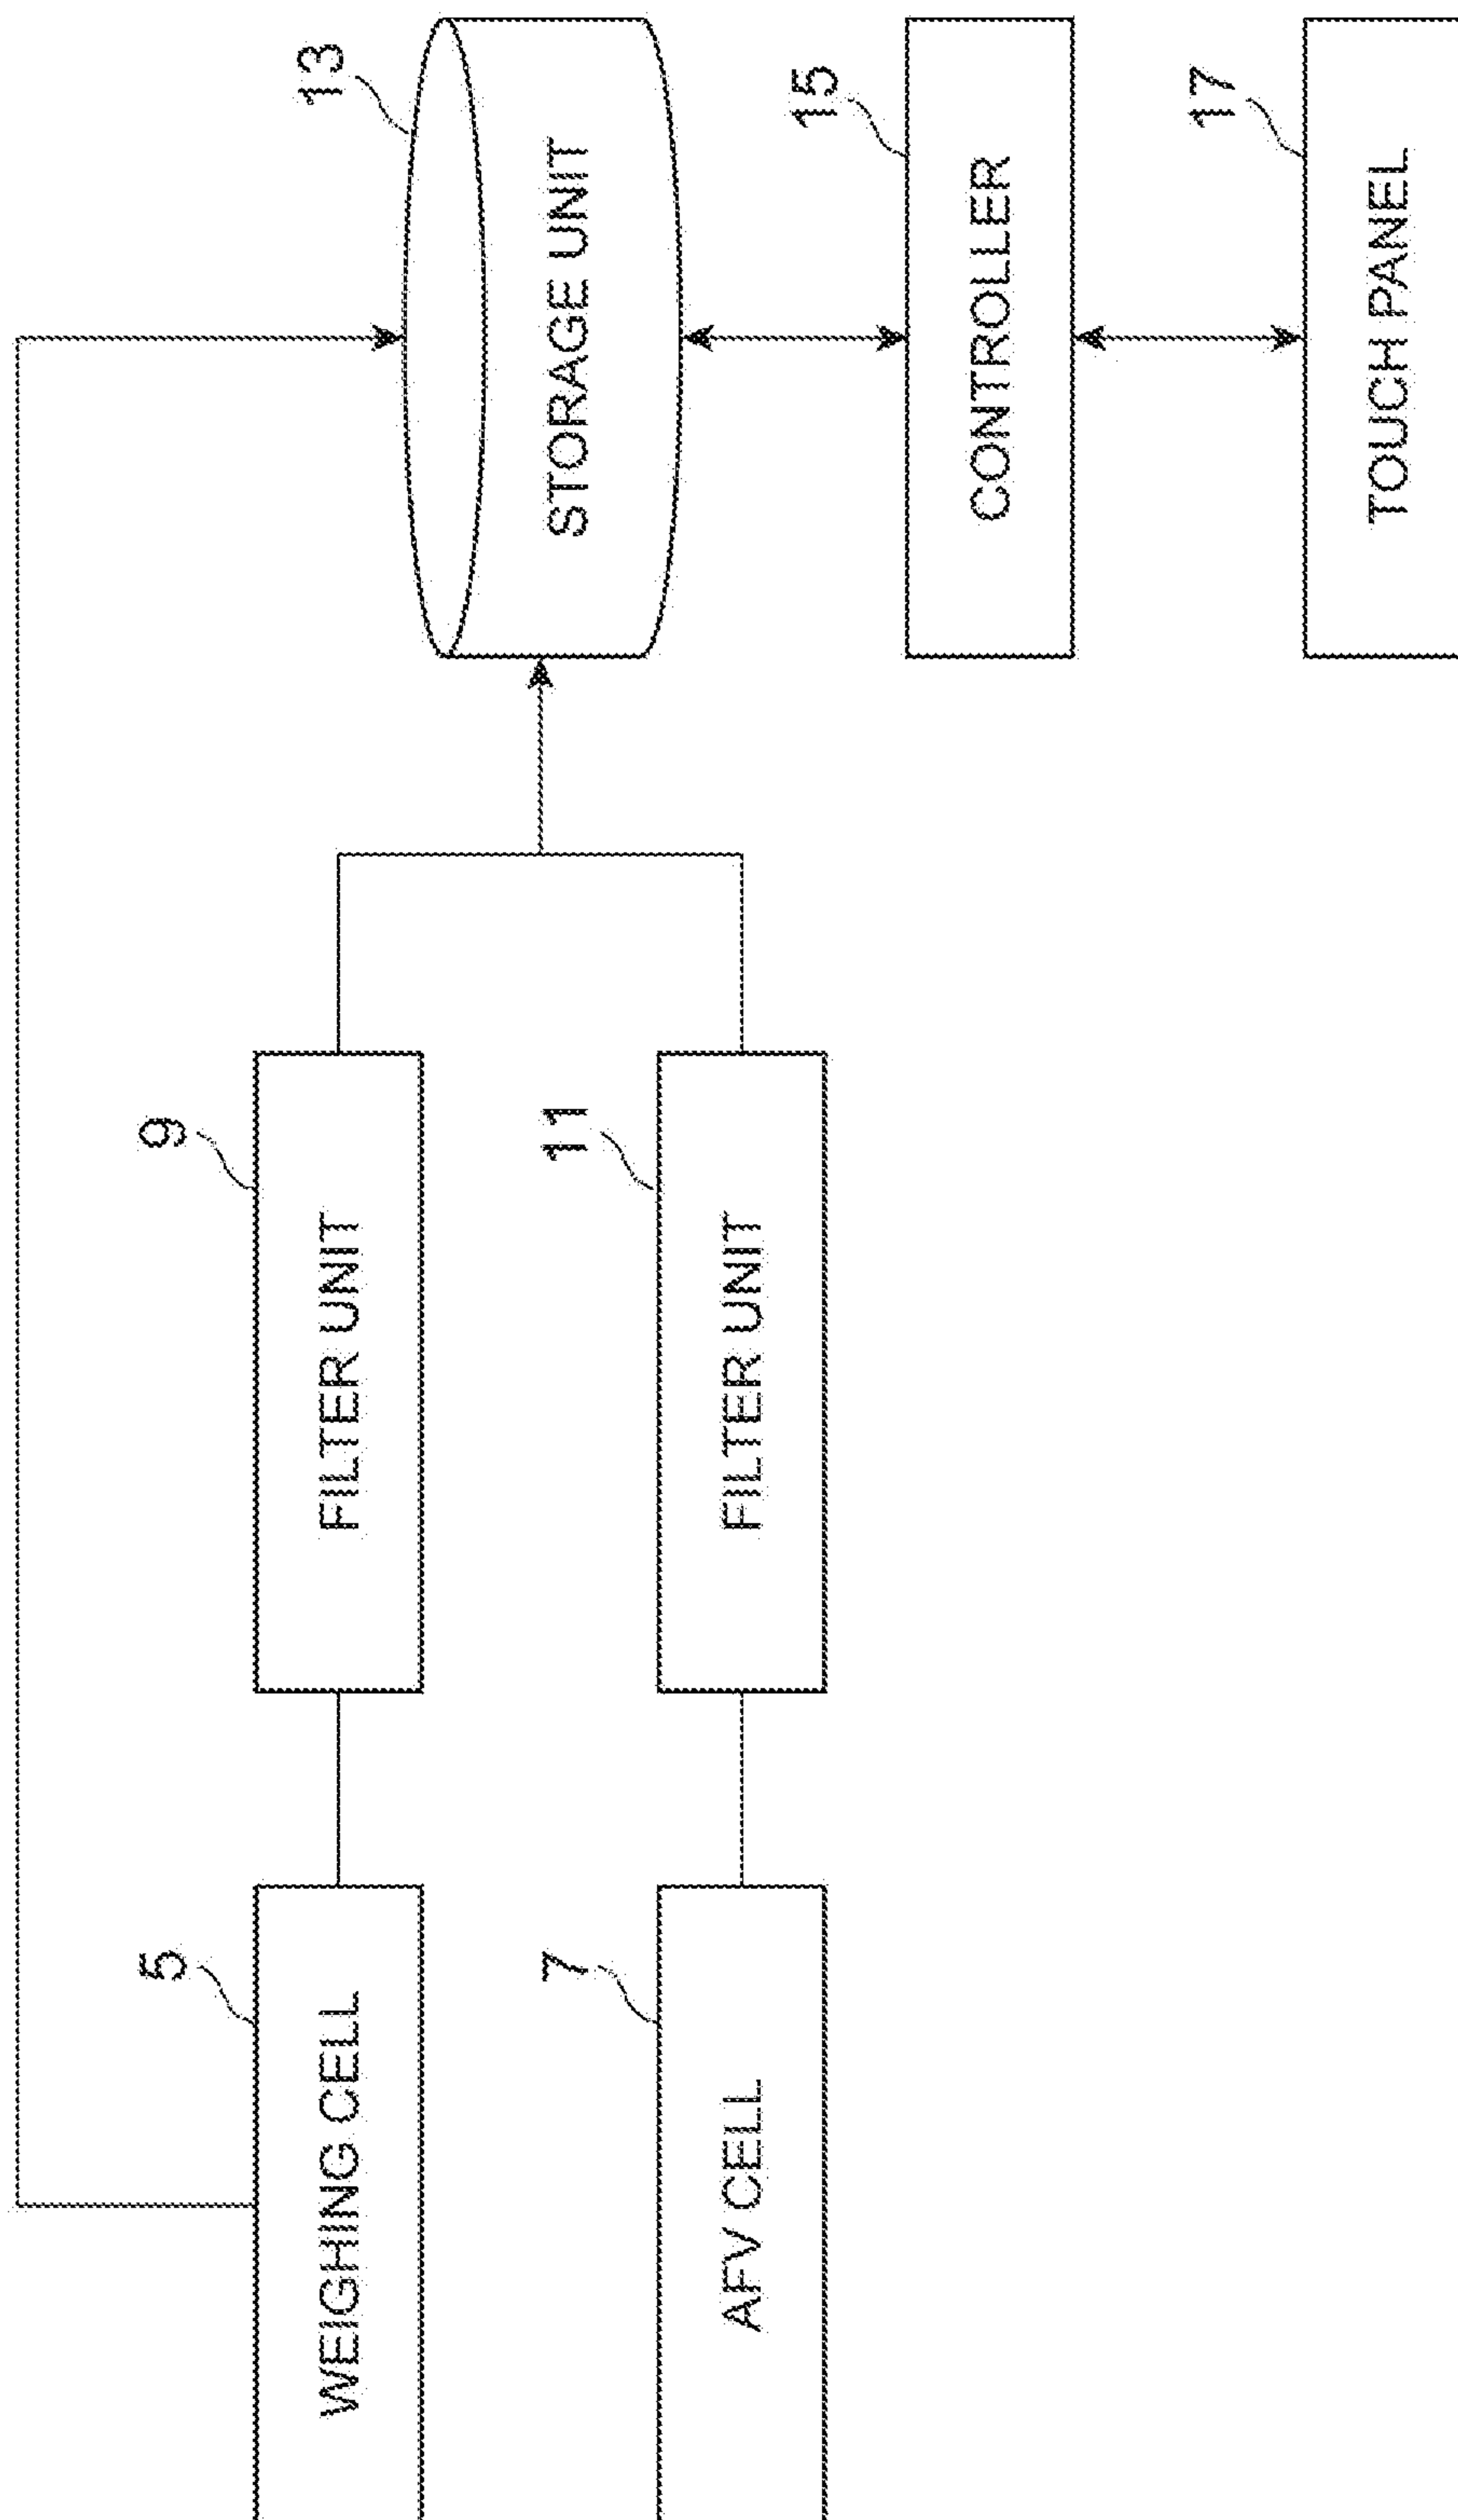 5
WEIGHING CELL
9
FILTER UNIT
13
STORAGE UNIT
7
AFV CELL
11
FILTER UNIT
15
CONTROLLER
17
TOUCH PANEL